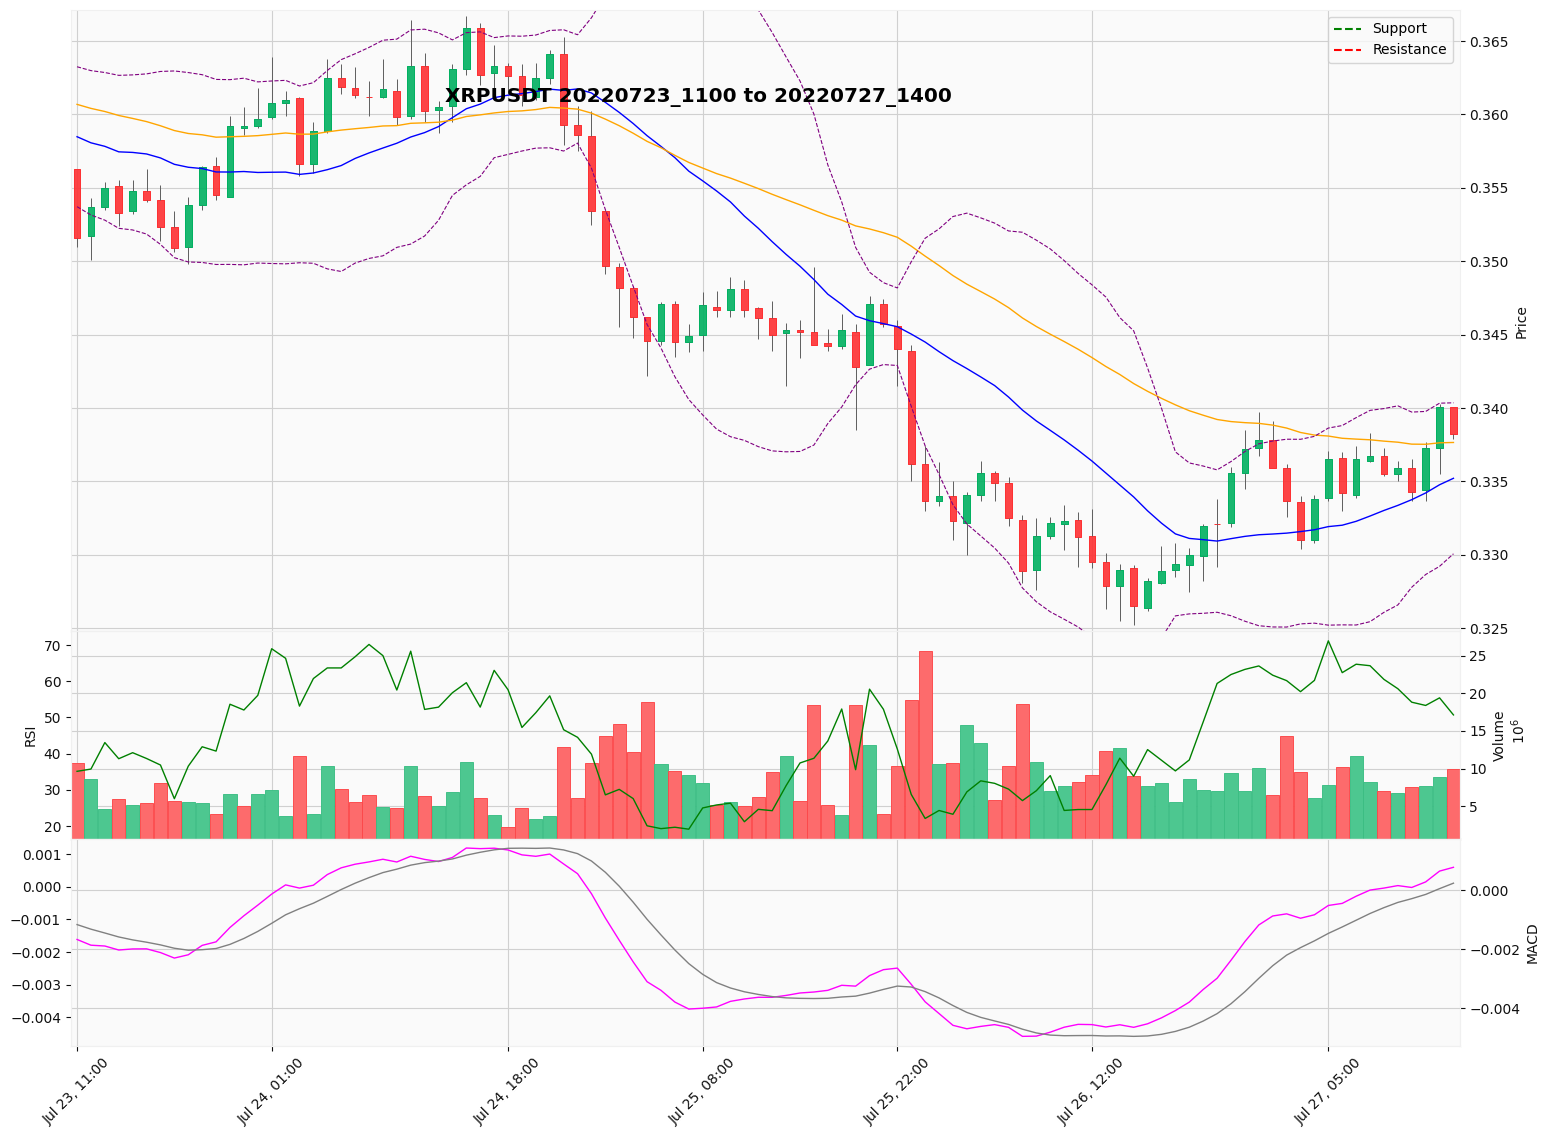 XRPUSDT 20220723_1100 to 20220727_1400
Support
Resistance
0.365
0.360
0.355
0.350
0.345
0.340
0.335
0.330
0.325
Price
70
60
50
40
30
20
RSI
25
20
15
10
5
Volume
10^6
0.001
0.000
−0.001
−0.002
−0.003
−0.004
0.000
−0.002
−0.004
MACD
Jul 23, 11:00
Jul 24, 01:00
Jul 24, 18:00
Jul 25, 08:00
Jul 25, 22:00
Jul 26, 12:00
Jul 27, 05:00